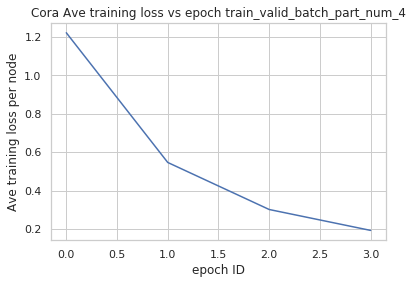 Cora Ave training loss vs epoch train_valid_batch_part_num_4
1.2
1.0
0.8
0.6
0.4
0.2
Ave training loss per node
0.0 0.5 1.0 1.5 2.0 2.5 3.0
epoch ID